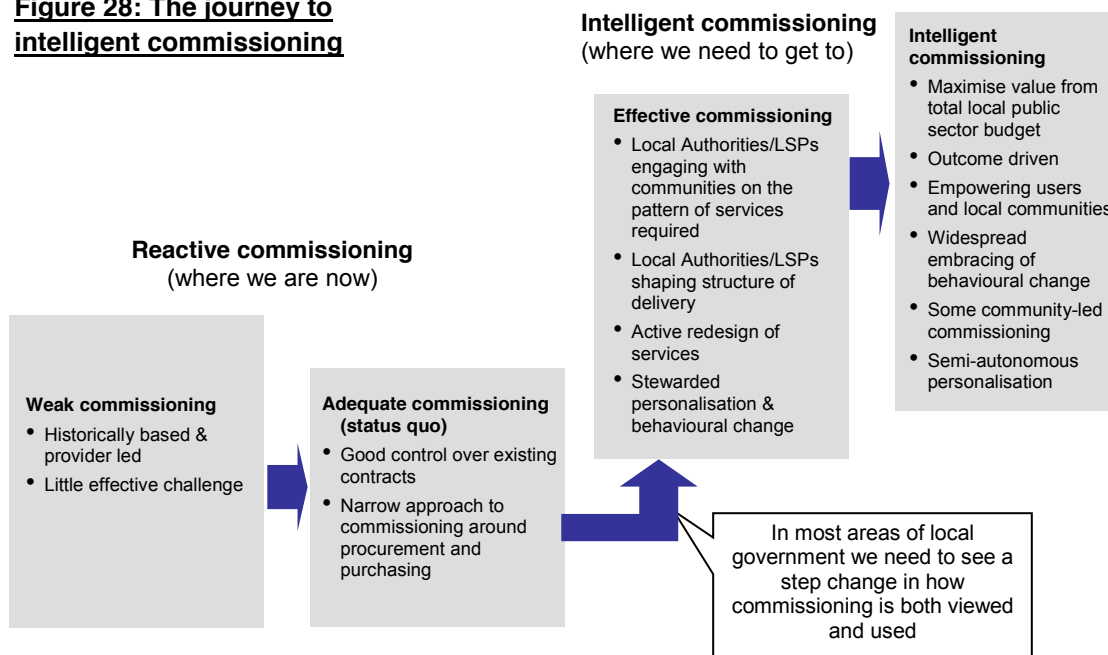 Figure 28: The journey to
intelligent commissioning
Reactive commissioning
(where we are now)
Weak commissioning
• Historically based &
provider led
• Little effective challenge
Adequate commissioning
(status quo)
• Good control over existing
contracts
• Narrow approach to
commissioning around
procurement and
purchasing
Intelligent commissioning
(where we need to get to)
Effective commissioning
• Local Authorities/LSPs
engaging with
communities on the
pattern of services
required
• Local Authorities/LSPs
shaping structure of
delivery
• Active redesign of
services
• Stewarded
personalisation &
behavioural change
Intelligent
commissioning
• Maximise value from
total local public
sector budget
• Outcome driven
• Empowering users
and local communities
• Widespread
embracing of
behavioural change
• Some community-led
commissioning
• Semi-autonomous
personalisation
In most areas of local
government we need to see a
step change in how
commissioning is both viewed
and used